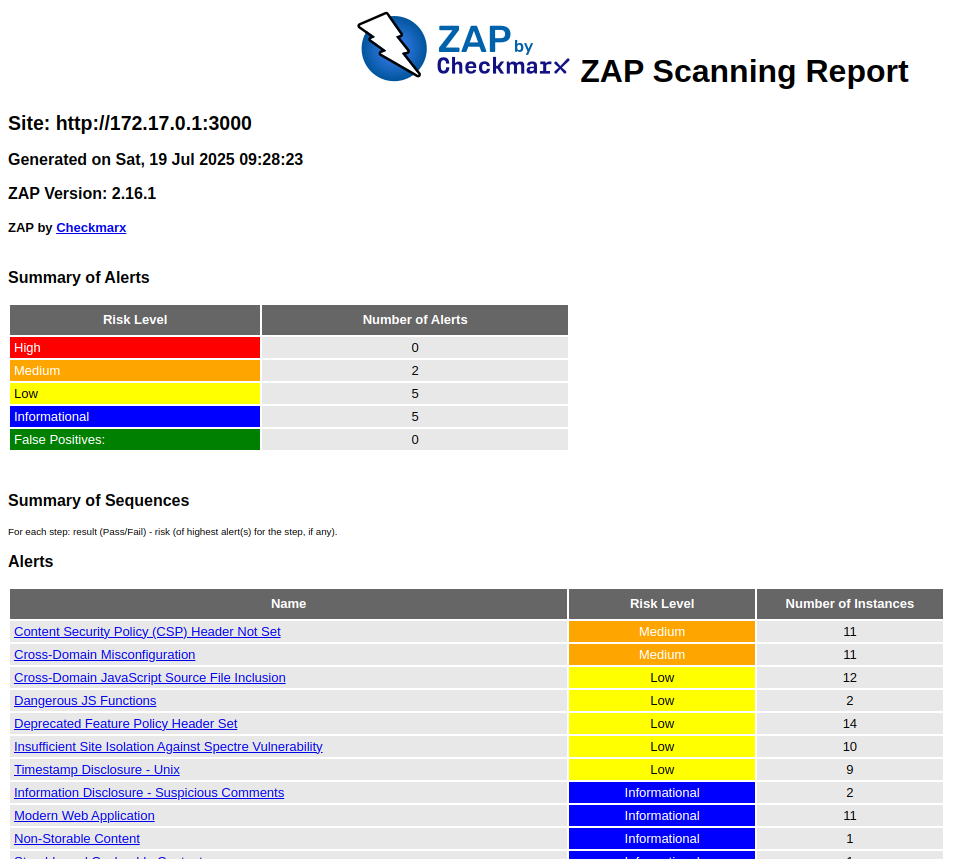 ZAP by
Checkmarx ZAP Scanning Report
Site: http://172.17.0.1:3000
Generated on Sat, 19 Jul 2025 09:28:23
ZAP Version: 2.16.1
ZAP by Checkmarx
Summary of Alerts
Risk Level Number of Alerts
High 0
Medium 2
Low 5
Informational 5
False Positives: 0
Summary of Sequences
For each step: result (Pass/Fail) - risk (of highest alert(s) for the step, if any).
Alerts
Name Risk Level Number of Instances
Content Security Policy (CSP) Header Not Set Medium 11
Cross-Domain Misconfiguration Medium 11
Cross-Domain JavaScript Source File Inclusion Low 12
Dangerous JS Functions Low 2
Deprecated Feature Policy Header Set Low 14
Insufficient Site Isolation Against Spectre Vulnerability Low 10
Timestamp Disclosure - Unix Low 9
Information Disclosure - Suspicious Comments Informational 2
Modern Web Application Informational 11
Non-Storable Content Informational 1